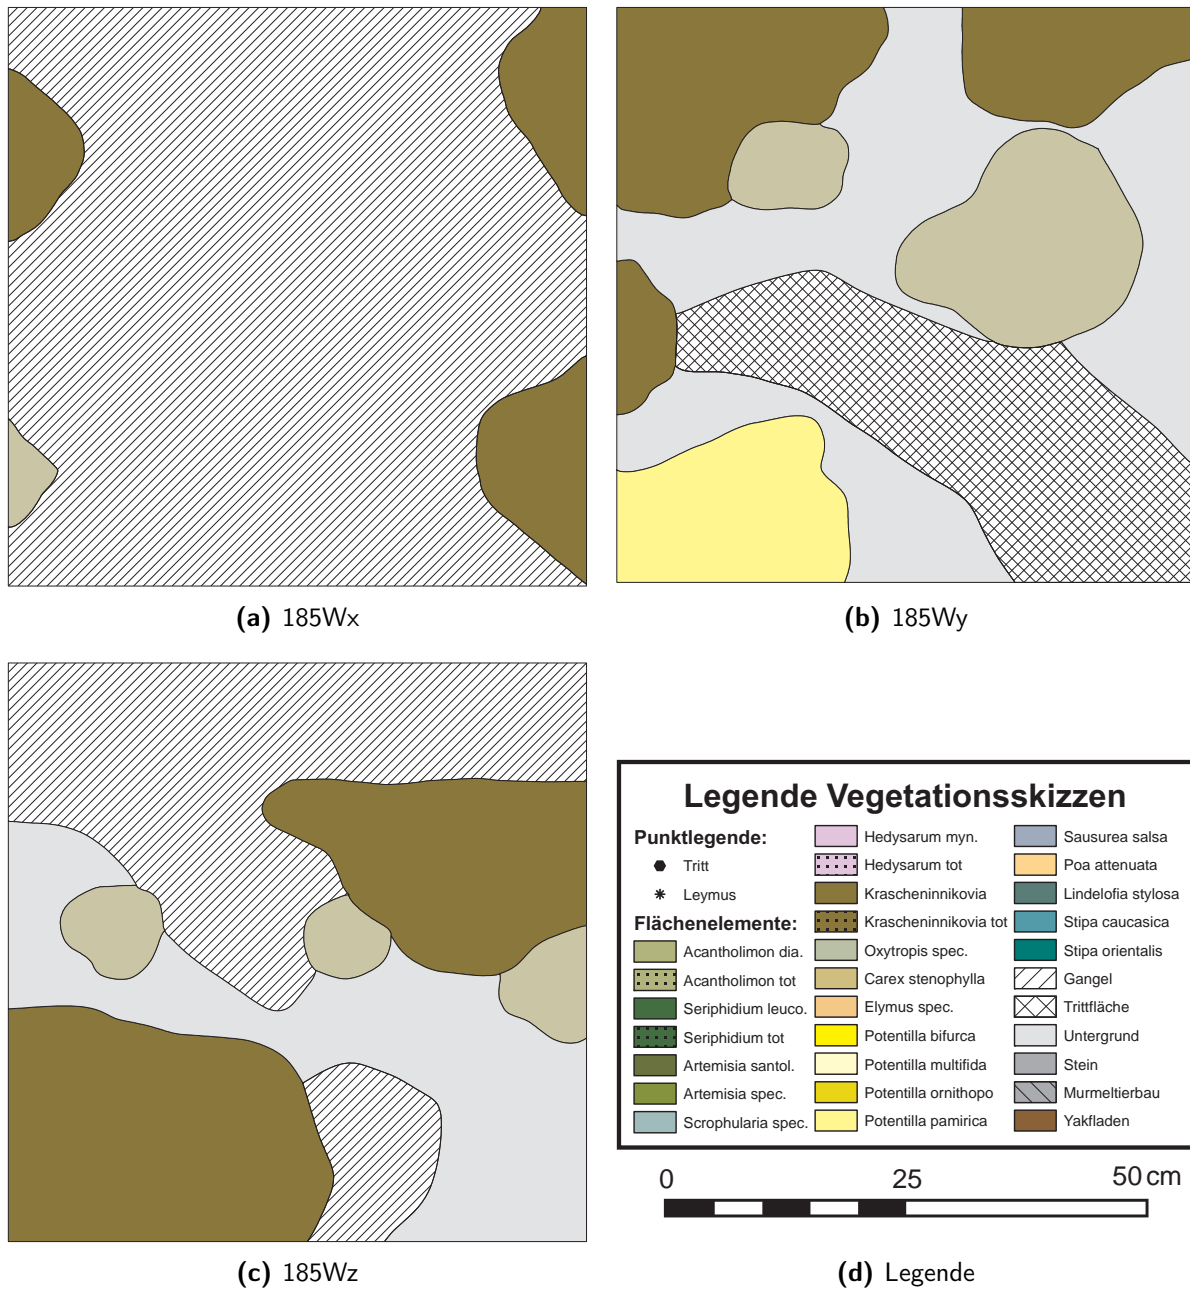 (a) 185Wx
(b) 185Wy
(c) 185Wz
Legende Vegetationsskizzen
Punktlegende:
Tritt
Leymus
Flächenelemente:
Acantholimon dia.
Acantholimon tot
Seriphidium leuco.
Seriphidium tot
Artemisia santol.
Artemisia spec.
Scrophularia spec.
Hedysarum myn.
Hedysarum tot
Krascheninnikovia
Krascheninnikovia tot
Oxytropis spec.
Carex stenophylla
Elymus spec.
Potentilla bifurca
Potentilla multifida
Potentilla ornithopo
Potentilla pamirica
Sausurea salsa
Poa attenuata
Lindelofia stylosa
Stipa caucasica
Stipa orientalis
Gangel
Trittfläche
Untergrund
Stein
Murmeltierbau
Yakfladen
0 25 50 cm
(d) Legende